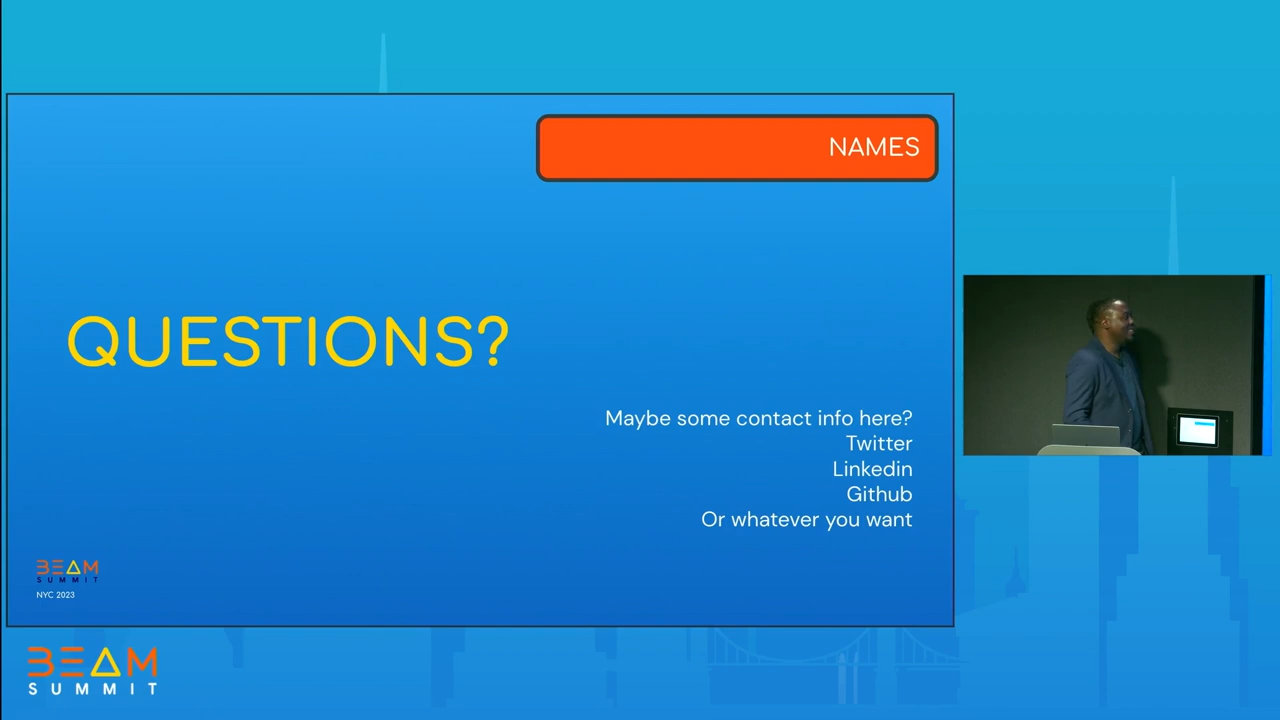 NAMES
QUESTIONS?
Maybe some contact info here?
Twitter
Linkedin
Github
Or whatever you want
BEAM
SUMMIT
NYC 2023
BEAM
SUMMIT